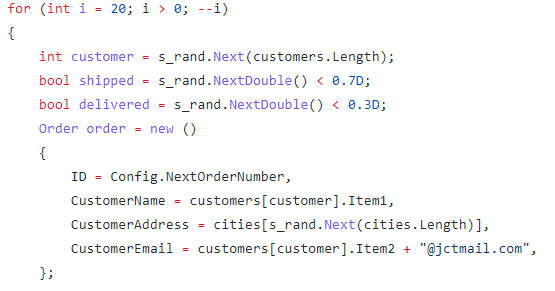 for (int i = 20; i > 0; --i)
{
    int customer = s_rand.Next(customers.Length);
    bool shipped = s_rand.NextDouble() < 0.7D;
    bool delivered = s_rand.NextDouble() < 0.3D;
    Order order = new ()
    {
        ID = Config.NextOrderNumber,
        CustomerName = customers[customer].Item1,
        CustomerAddress = cities[s_rand.Next(cities.Length)],
        CustomerEmail = customers[customer].Item2 + "@jctmail.com",
    };